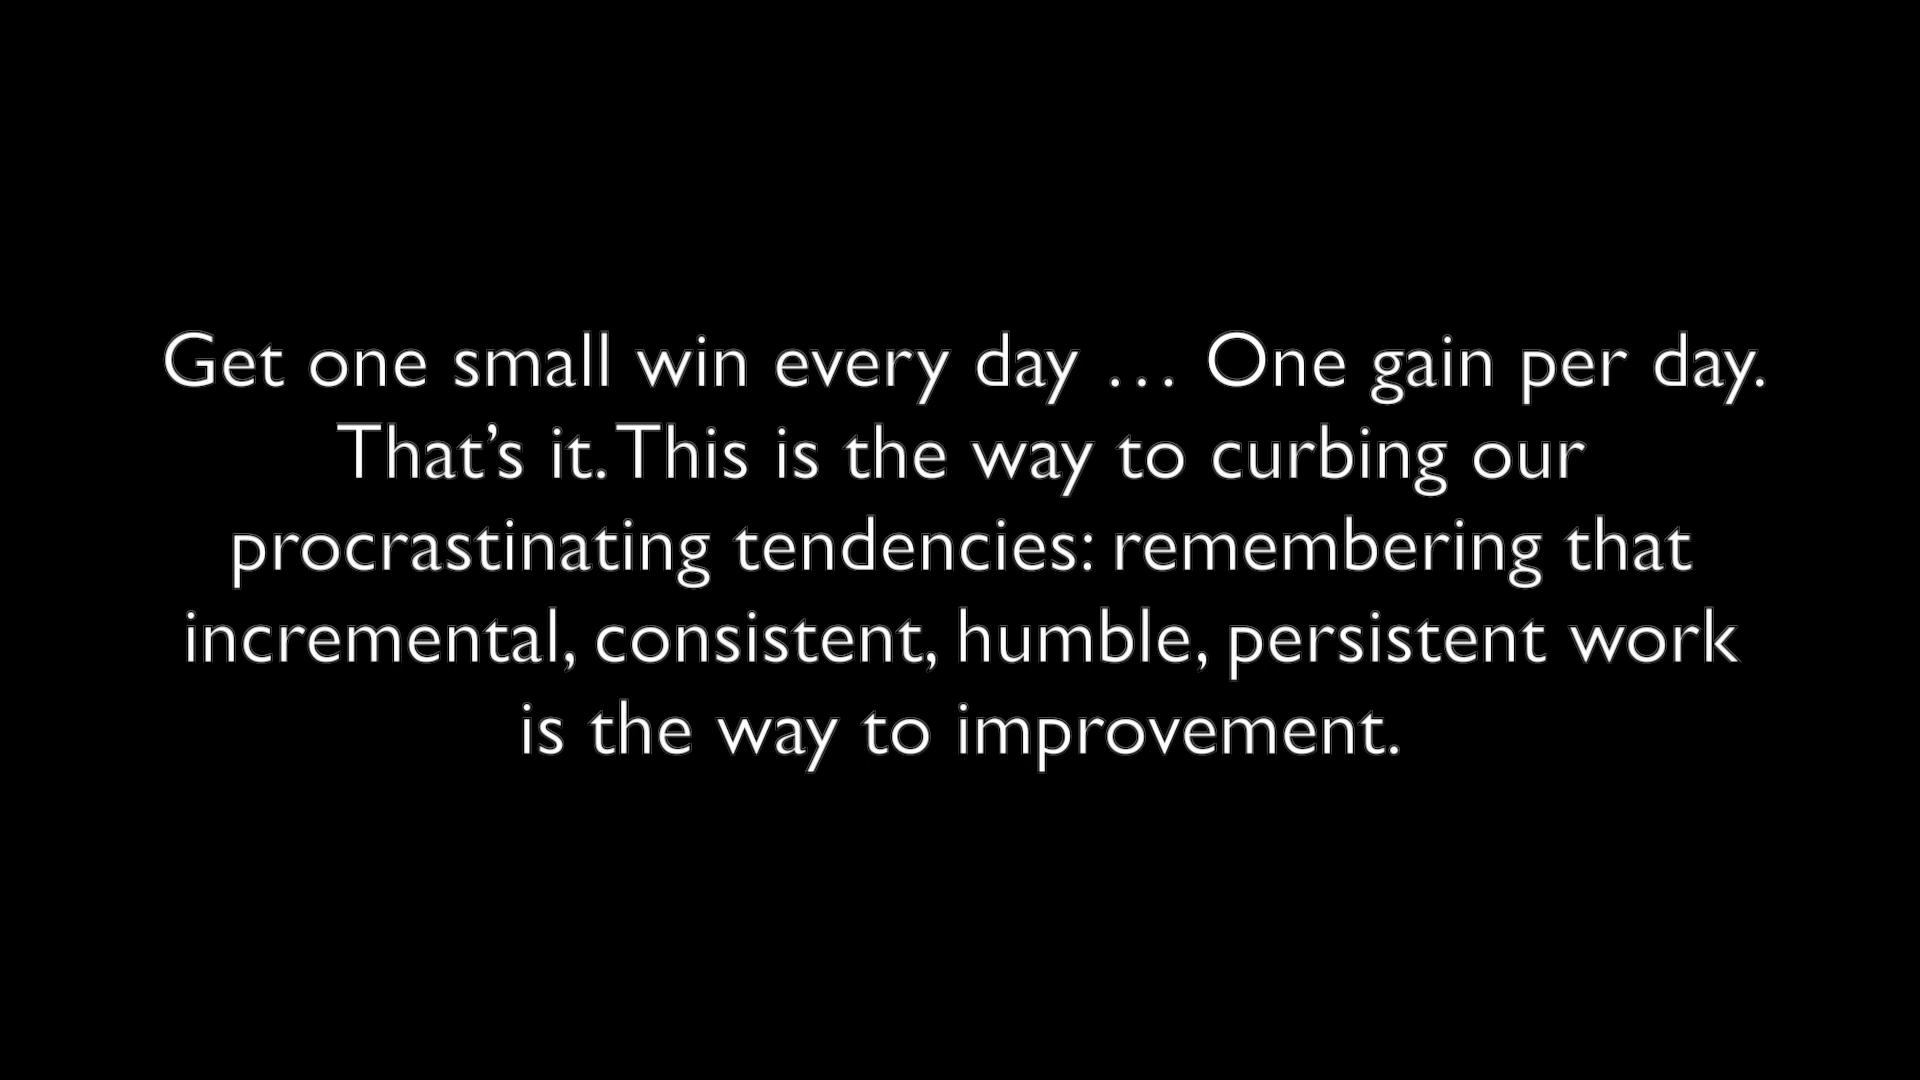 Get one small win every day … One gain per day.
That’s it. This is the way to curbing our
procrastinating tendencies: remembering that
incremental, consistent, humble, persistent work
is the way to improvement.